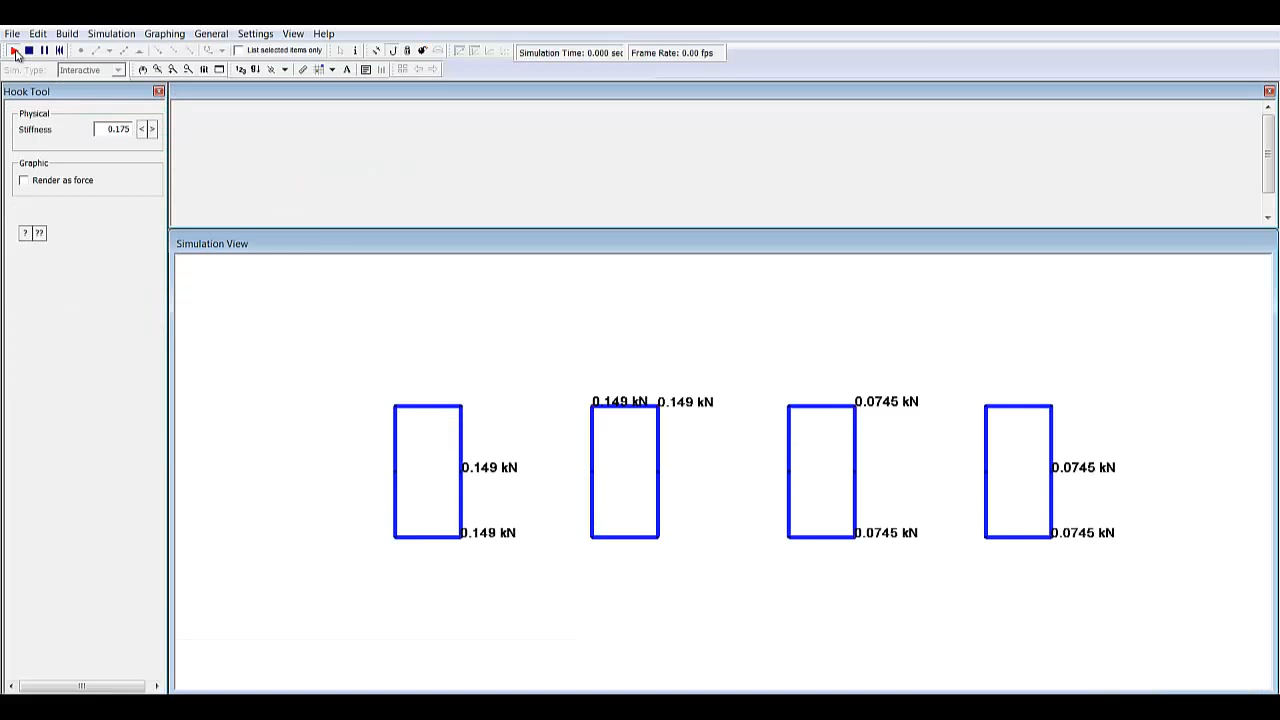 File Edit Build Simulation Graphing General Settings View Help
List selected items only
Simulation Time: 0.000 sec
Frame Rate: 0.00 fps
Sim. Type: Interactive
Hook Tool
Physical
Stiffness 0.175 < >
Graphic
Render as force
? ??
Simulation View
0.149 kN 0.149 kN 0.0745 kN
0.149 kN 0.0745 kN
0.149 kN 0.0745 kN 0.0745 kN